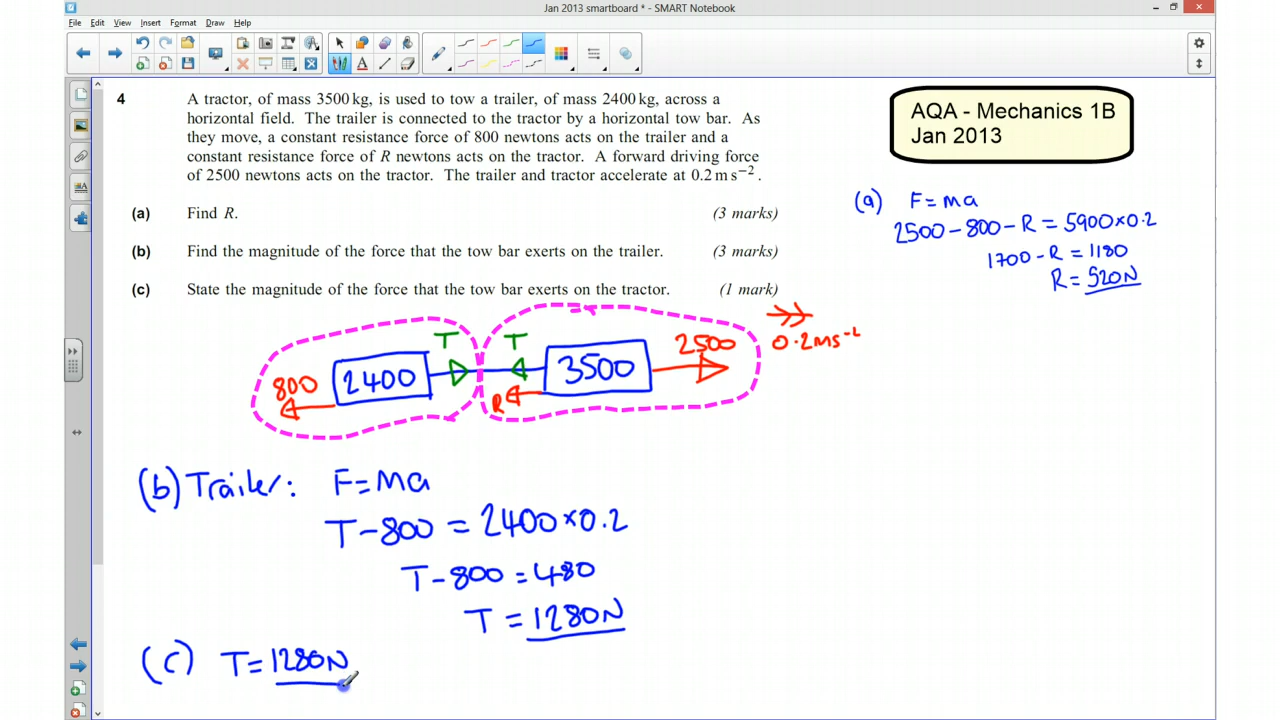 Jan 2013 smartboard * - SMART Notebook
File Edit View Insert Format Draw Help
4 A tractor, of mass 3500 kg, is used to tow a trailer, of mass 2400 kg, across a
horizontal field. The trailer is connected to the tractor by a horizontal tow bar. As
they move, a constant resistance force of 800 newtons acts on the trailer and a
constant resistance force of R newtons acts on the tractor. A forward driving force
of 2500 newtons acts on the tractor. The trailer and tractor accelerate at 0.2 m s⁻².
(a) Find R. (3 marks)
(b) Find the magnitude of the force that the tow bar exerts on the trailer. (3 marks)
(c) State the magnitude of the force that the tow bar exerts on the tractor. (1 mark)
AQA - Mechanics 1B
Jan 2013
(a) F = ma
2500 - 800 - R = 5900 × 0.2
1700 - R = 1180
R = 520N
800
2400
T
T
R
3500
2500
0.2ms⁻²
(b) Trailer: F = Ma
T - 800 = 2400 × 0.2
T - 800 = 480
T = 1280N
(c) T = 1280N